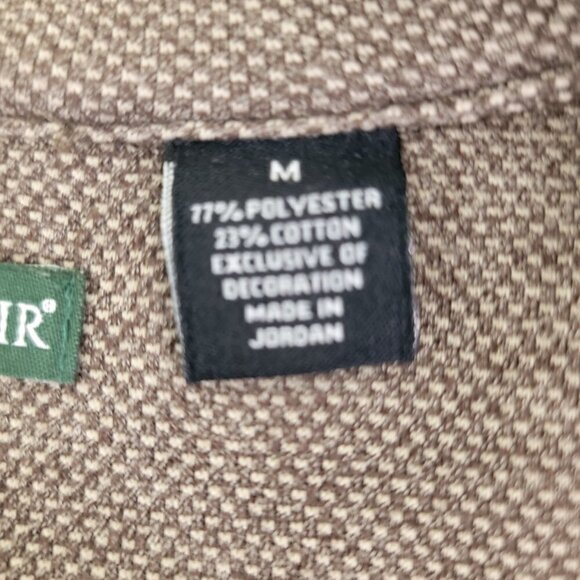 M
77% POLYESTER
23% COTTON
EXCLUSIVE OF
DECORATION
MADE IN
JORDAN
IR®